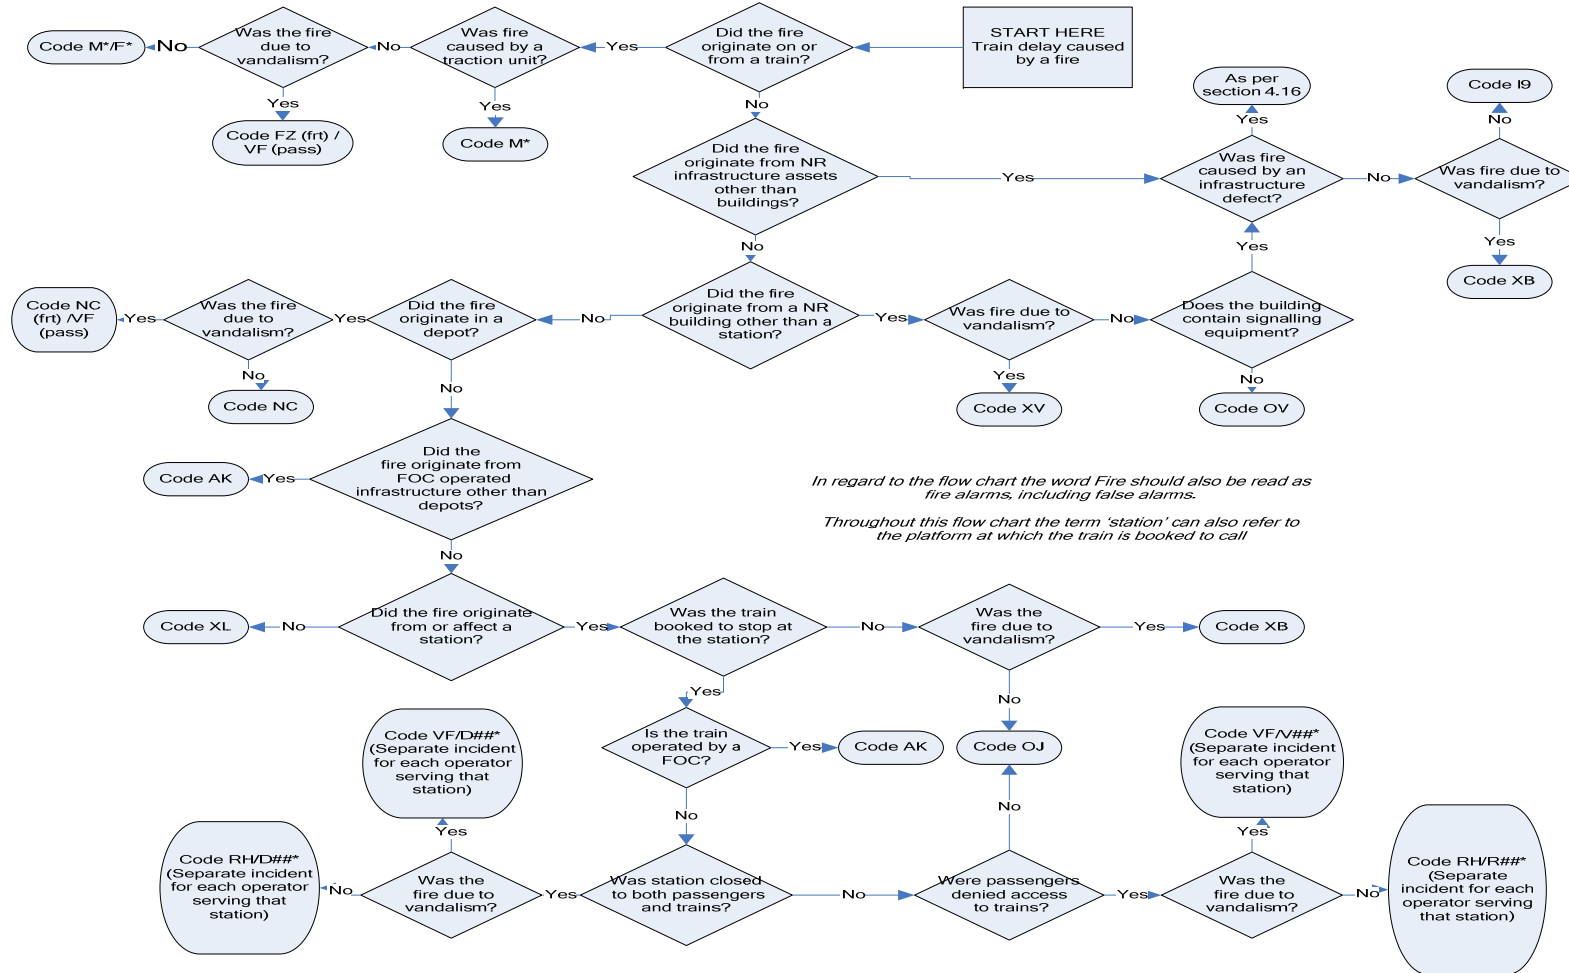 START HERE
Train delay caused
by a fire
Did the fire
originate on or
from a train?
Yes
Was fire
caused by a
traction unit?
No
Was the fire
due to
vandalism?
No
Code M*/F*
Yes
Code FZ (frt) /
VF (pass)
Yes
Code M*
No
Did the fire
originate from NR
infrastructure assets
other than
buildings?
Yes
Was fire
caused by an
infrastructure
defect?
Yes
As per
section 4.16
No
Was fire due to
vandalism?
No
Code I9
Yes
Code XB
No
Did the fire
originate from a NR
building other than a
station?
Yes
Was fire due to
vandalism?
No
Does the building
contain signalling
equipment?
Yes
Yes
Code XV
No
Code OV
No
Did the fire
originate in a
depot?
Yes
Was the fire
due to
vandalism?
Yes
Code NC
(frt) /VF
(pass)
No
Code NC
No
Did the
fire originate from
FOC operated
infrastructure other than
depots?
Yes
Code AK
In regard to the flow chart the word Fire should also be read as
fire alarms, including false alarms.
Throughout this flow chart the term ‘station’ can also refer to
the platform at which the train is booked to call
No
Did the fire originate
from or affect a
station?
No
Code XL
Yes
Was the train
booked to stop at
the station?
No
Was the
fire due to
vandalism?
Yes
Code XB
No
Code OJ
Yes
Is the train
operated by a
FOC?
Yes
Code AK
No
Was station closed
to both passengers
and trains?
Yes
Was the
fire due to
vandalism?
Yes
Code VF/D##*
(Separate incident
for each operator
serving that
station)
No
Code RH/D##*
(Separate incident
for each operator
serving that
station)
No
Were passengers
denied access
to trains?
No
Yes
Was the
fire due to
vandalism?
Yes
Code VF/V##*
(Separate incident
for each operator
serving that
station)
No
Code RH/R##*
(Separate
incident for each
operator serving
that station)